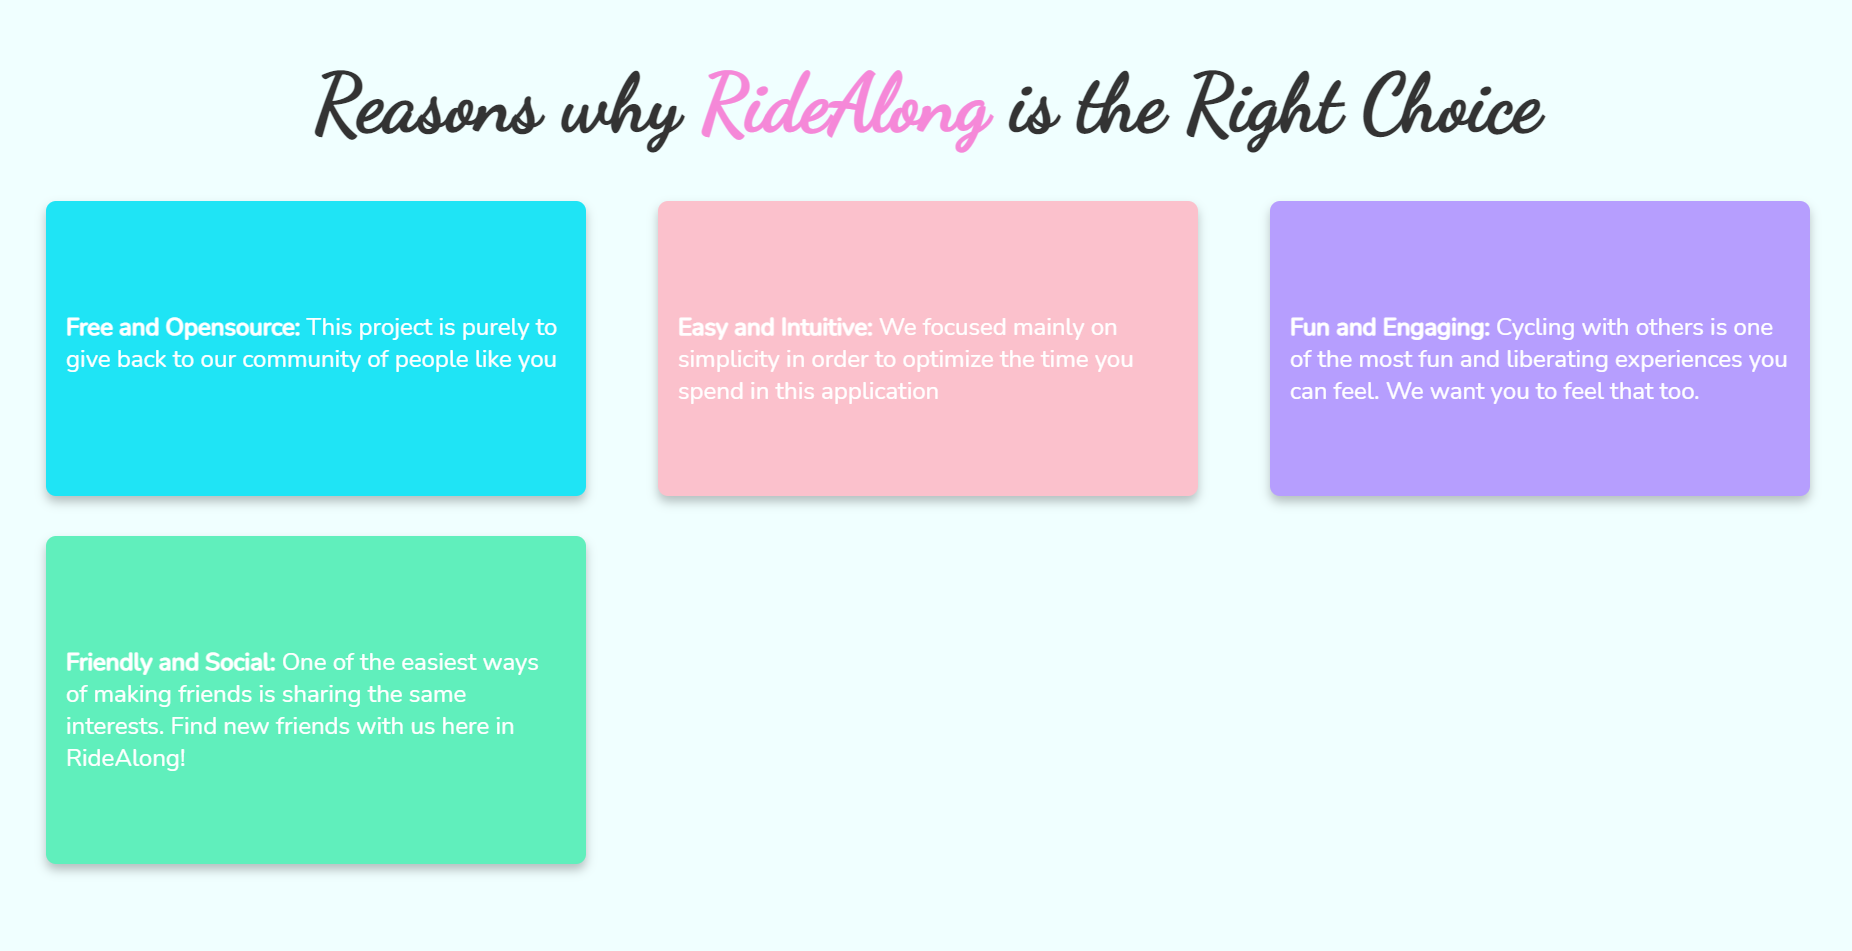 Reasons why RideAlong is the Right Choice
Free and Opensource: This project is purely to
give back to our community of people like you
Easy and Intuitive: We focused mainly on
simplicity in order to optimize the time you
spend in this application
Fun and Engaging: Cycling with others is one
of the most fun and liberating experiences you
can feel. We want you to feel that too.
Friendly and Social: One of the easiest ways
of making friends is sharing the same
interests. Find new friends with us here in
RideAlong!